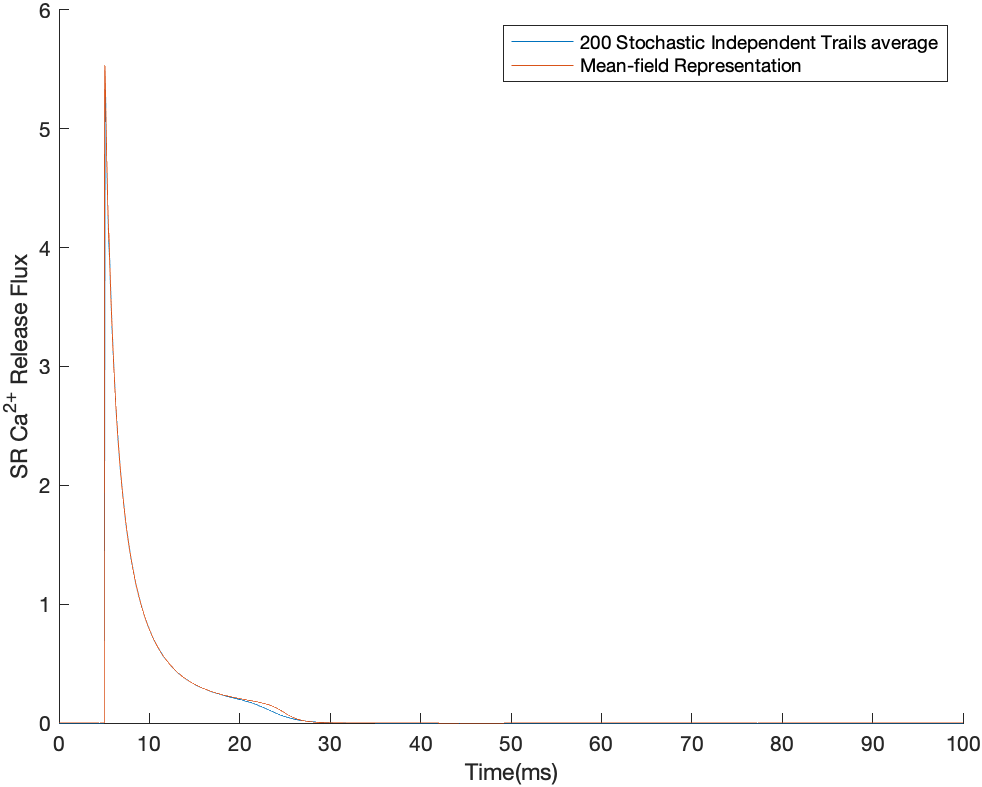 6
5
4
3
2
1
0
SR Ca2+ Release Flux
200 Stochastic Independent Trails average
Mean-field Representation
0 10 20 30 40 50 60 70 80 90 100
Time(ms)